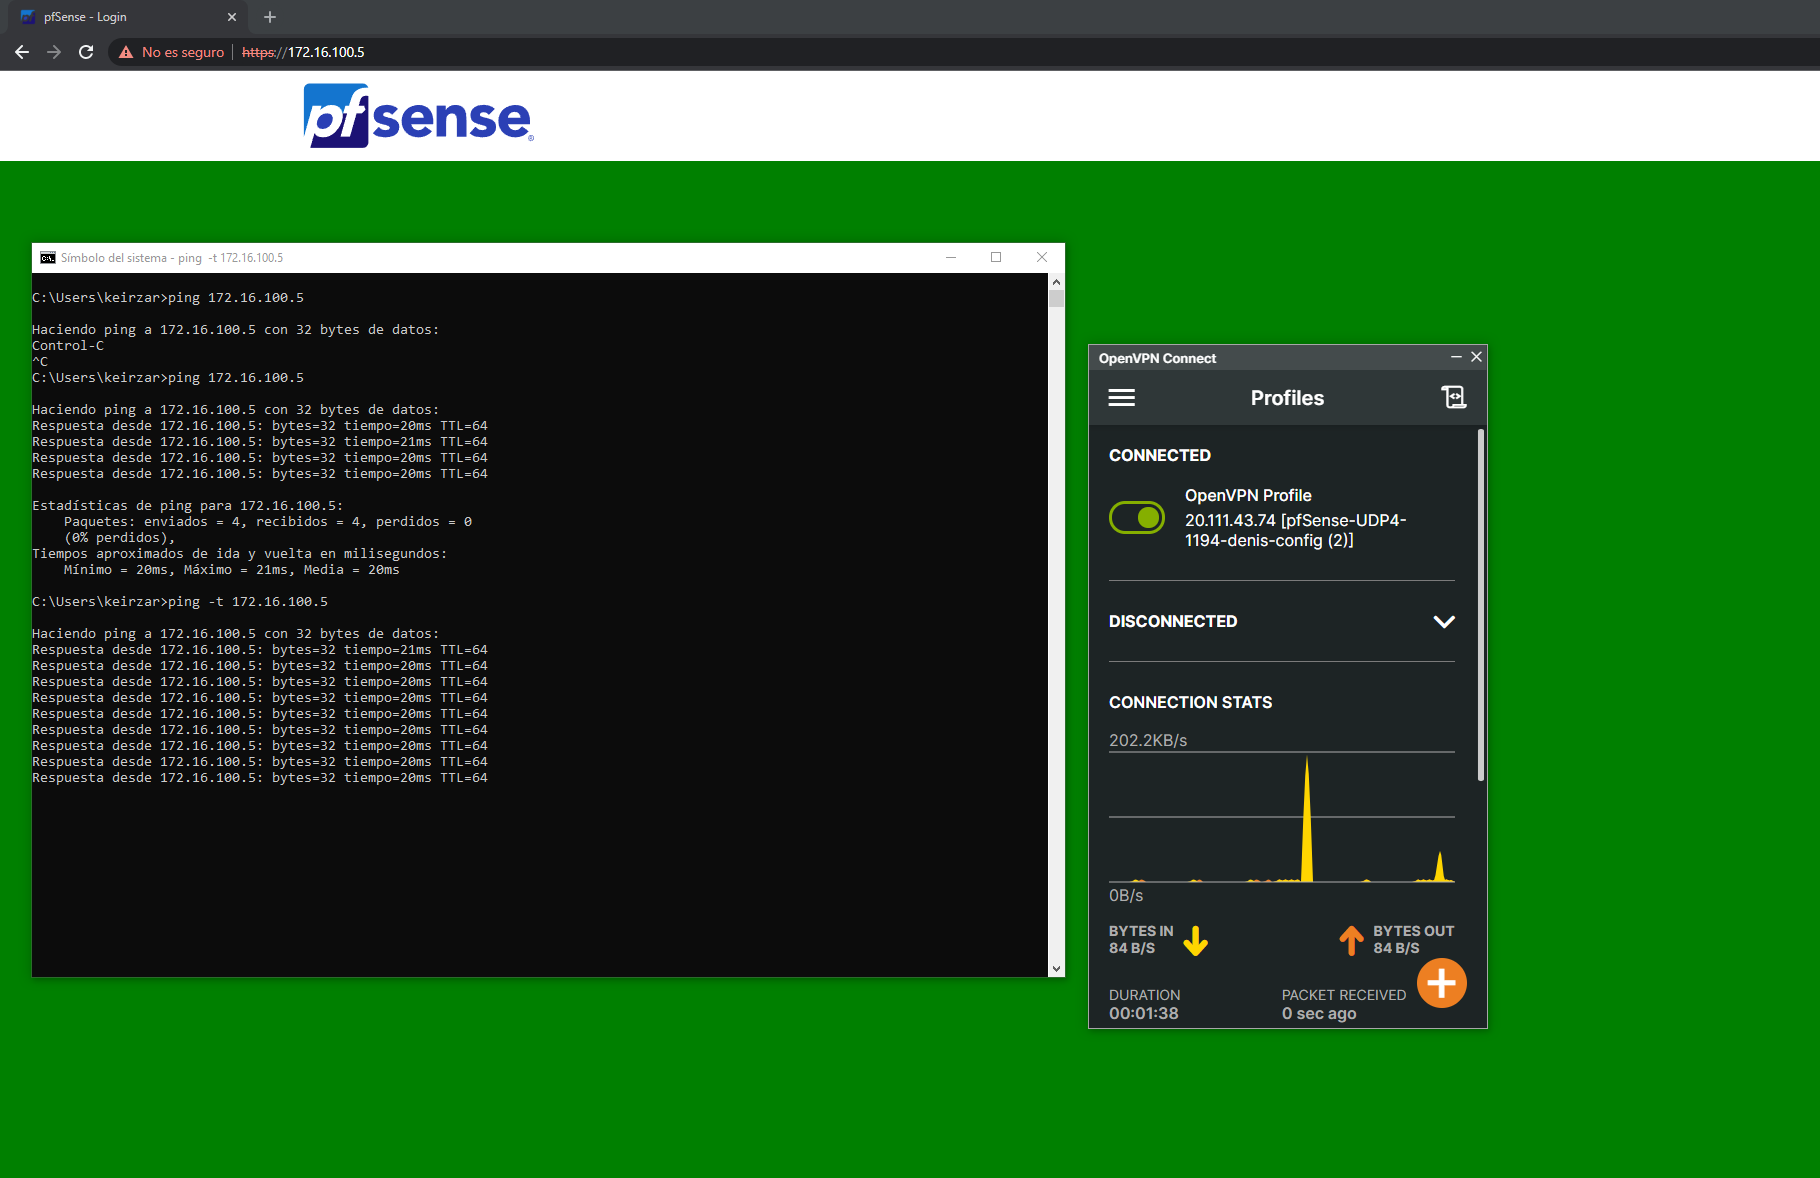 pfSense - Login
No es seguro
https://172.16.100.5
pfsense®
Símbolo del sistema - ping  -t 172.16.100.5
C:\Users\keirzar>ping 172.16.100.5
Haciendo ping a 172.16.100.5 con 32 bytes de datos:
Control-C
^C
C:\Users\keirzar>ping 172.16.100.5
Haciendo ping a 172.16.100.5 con 32 bytes de datos:
Respuesta desde 172.16.100.5: bytes=32 tiempo=20ms TTL=64
Respuesta desde 172.16.100.5: bytes=32 tiempo=21ms TTL=64
Respuesta desde 172.16.100.5: bytes=32 tiempo=20ms TTL=64
Respuesta desde 172.16.100.5: bytes=32 tiempo=20ms TTL=64
Estadísticas de ping para 172.16.100.5:
Paquetes: enviados = 4, recibidos = 4, perdidos = 0
(0% perdidos),
Tiempos aproximados de ida y vuelta en milisegundos:
Mínimo = 20ms, Máximo = 21ms, Media = 20ms
C:\Users\keirzar>ping -t 172.16.100.5
Haciendo ping a 172.16.100.5 con 32 bytes de datos:
Respuesta desde 172.16.100.5: bytes=32 tiempo=21ms TTL=64
Respuesta desde 172.16.100.5: bytes=32 tiempo=20ms TTL=64
Respuesta desde 172.16.100.5: bytes=32 tiempo=20ms TTL=64
Respuesta desde 172.16.100.5: bytes=32 tiempo=20ms TTL=64
Respuesta desde 172.16.100.5: bytes=32 tiempo=20ms TTL=64
Respuesta desde 172.16.100.5: bytes=32 tiempo=20ms TTL=64
Respuesta desde 172.16.100.5: bytes=32 tiempo=20ms TTL=64
Respuesta desde 172.16.100.5: bytes=32 tiempo=20ms TTL=64
Respuesta desde 172.16.100.5: bytes=32 tiempo=20ms TTL=64
OpenVPN Connect
Profiles
CONNECTED
OpenVPN Profile
20.111.43.74 [pfSense-UDP4-
1194-denis-config (2)]
DISCONNECTED
CONNECTION STATS
202.2KB/s
0B/s
BYTES IN
84 B/S
BYTES OUT
84 B/S
DURATION
00:01:38
PACKET RECEIVED
0 sec ago